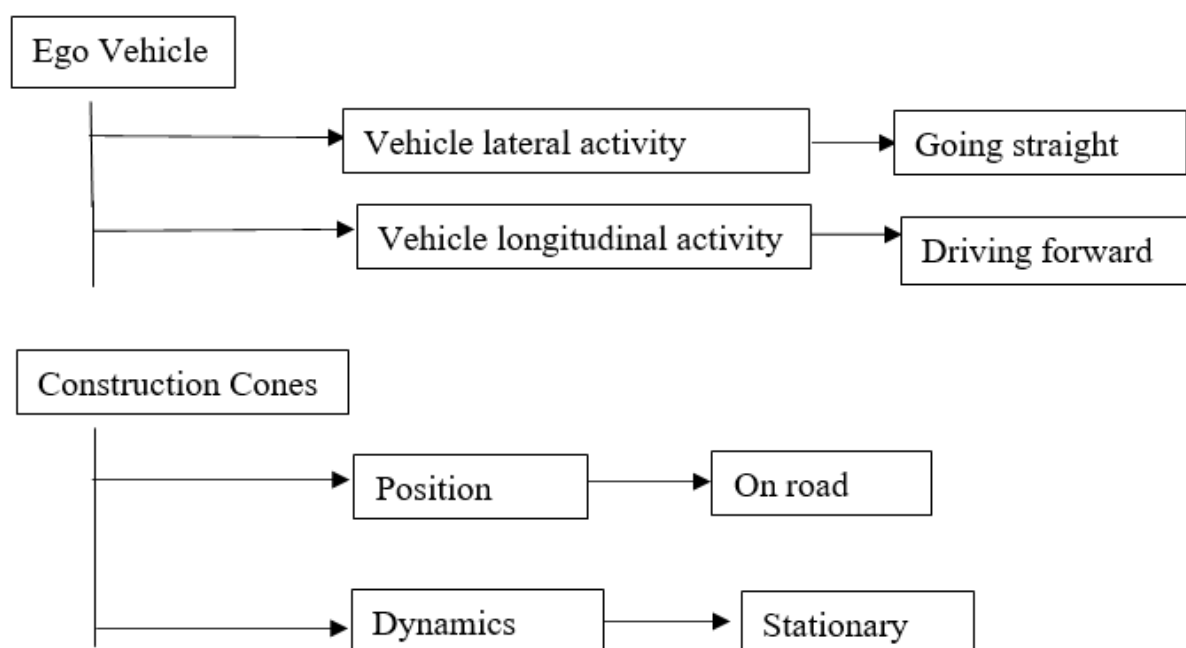 Ego Vehicle
Vehicle lateral activity
Going straight
Vehicle longitudinal activity
Driving forward
Construction Cones
Position
On road
Dynamics
Stationary